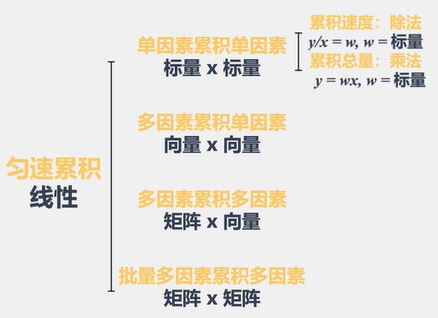 匀速累积
线性
单因素累积单因素
标量 x 标量
累积速度：除法
y/x = w, w = 标量
累积总量：乘法
y = wx, w = 标量
多因素累积单因素
向量 x 向量
多因素累积多因素
矩阵 x 向量
批量多因素累积多因素
矩阵 x 矩阵